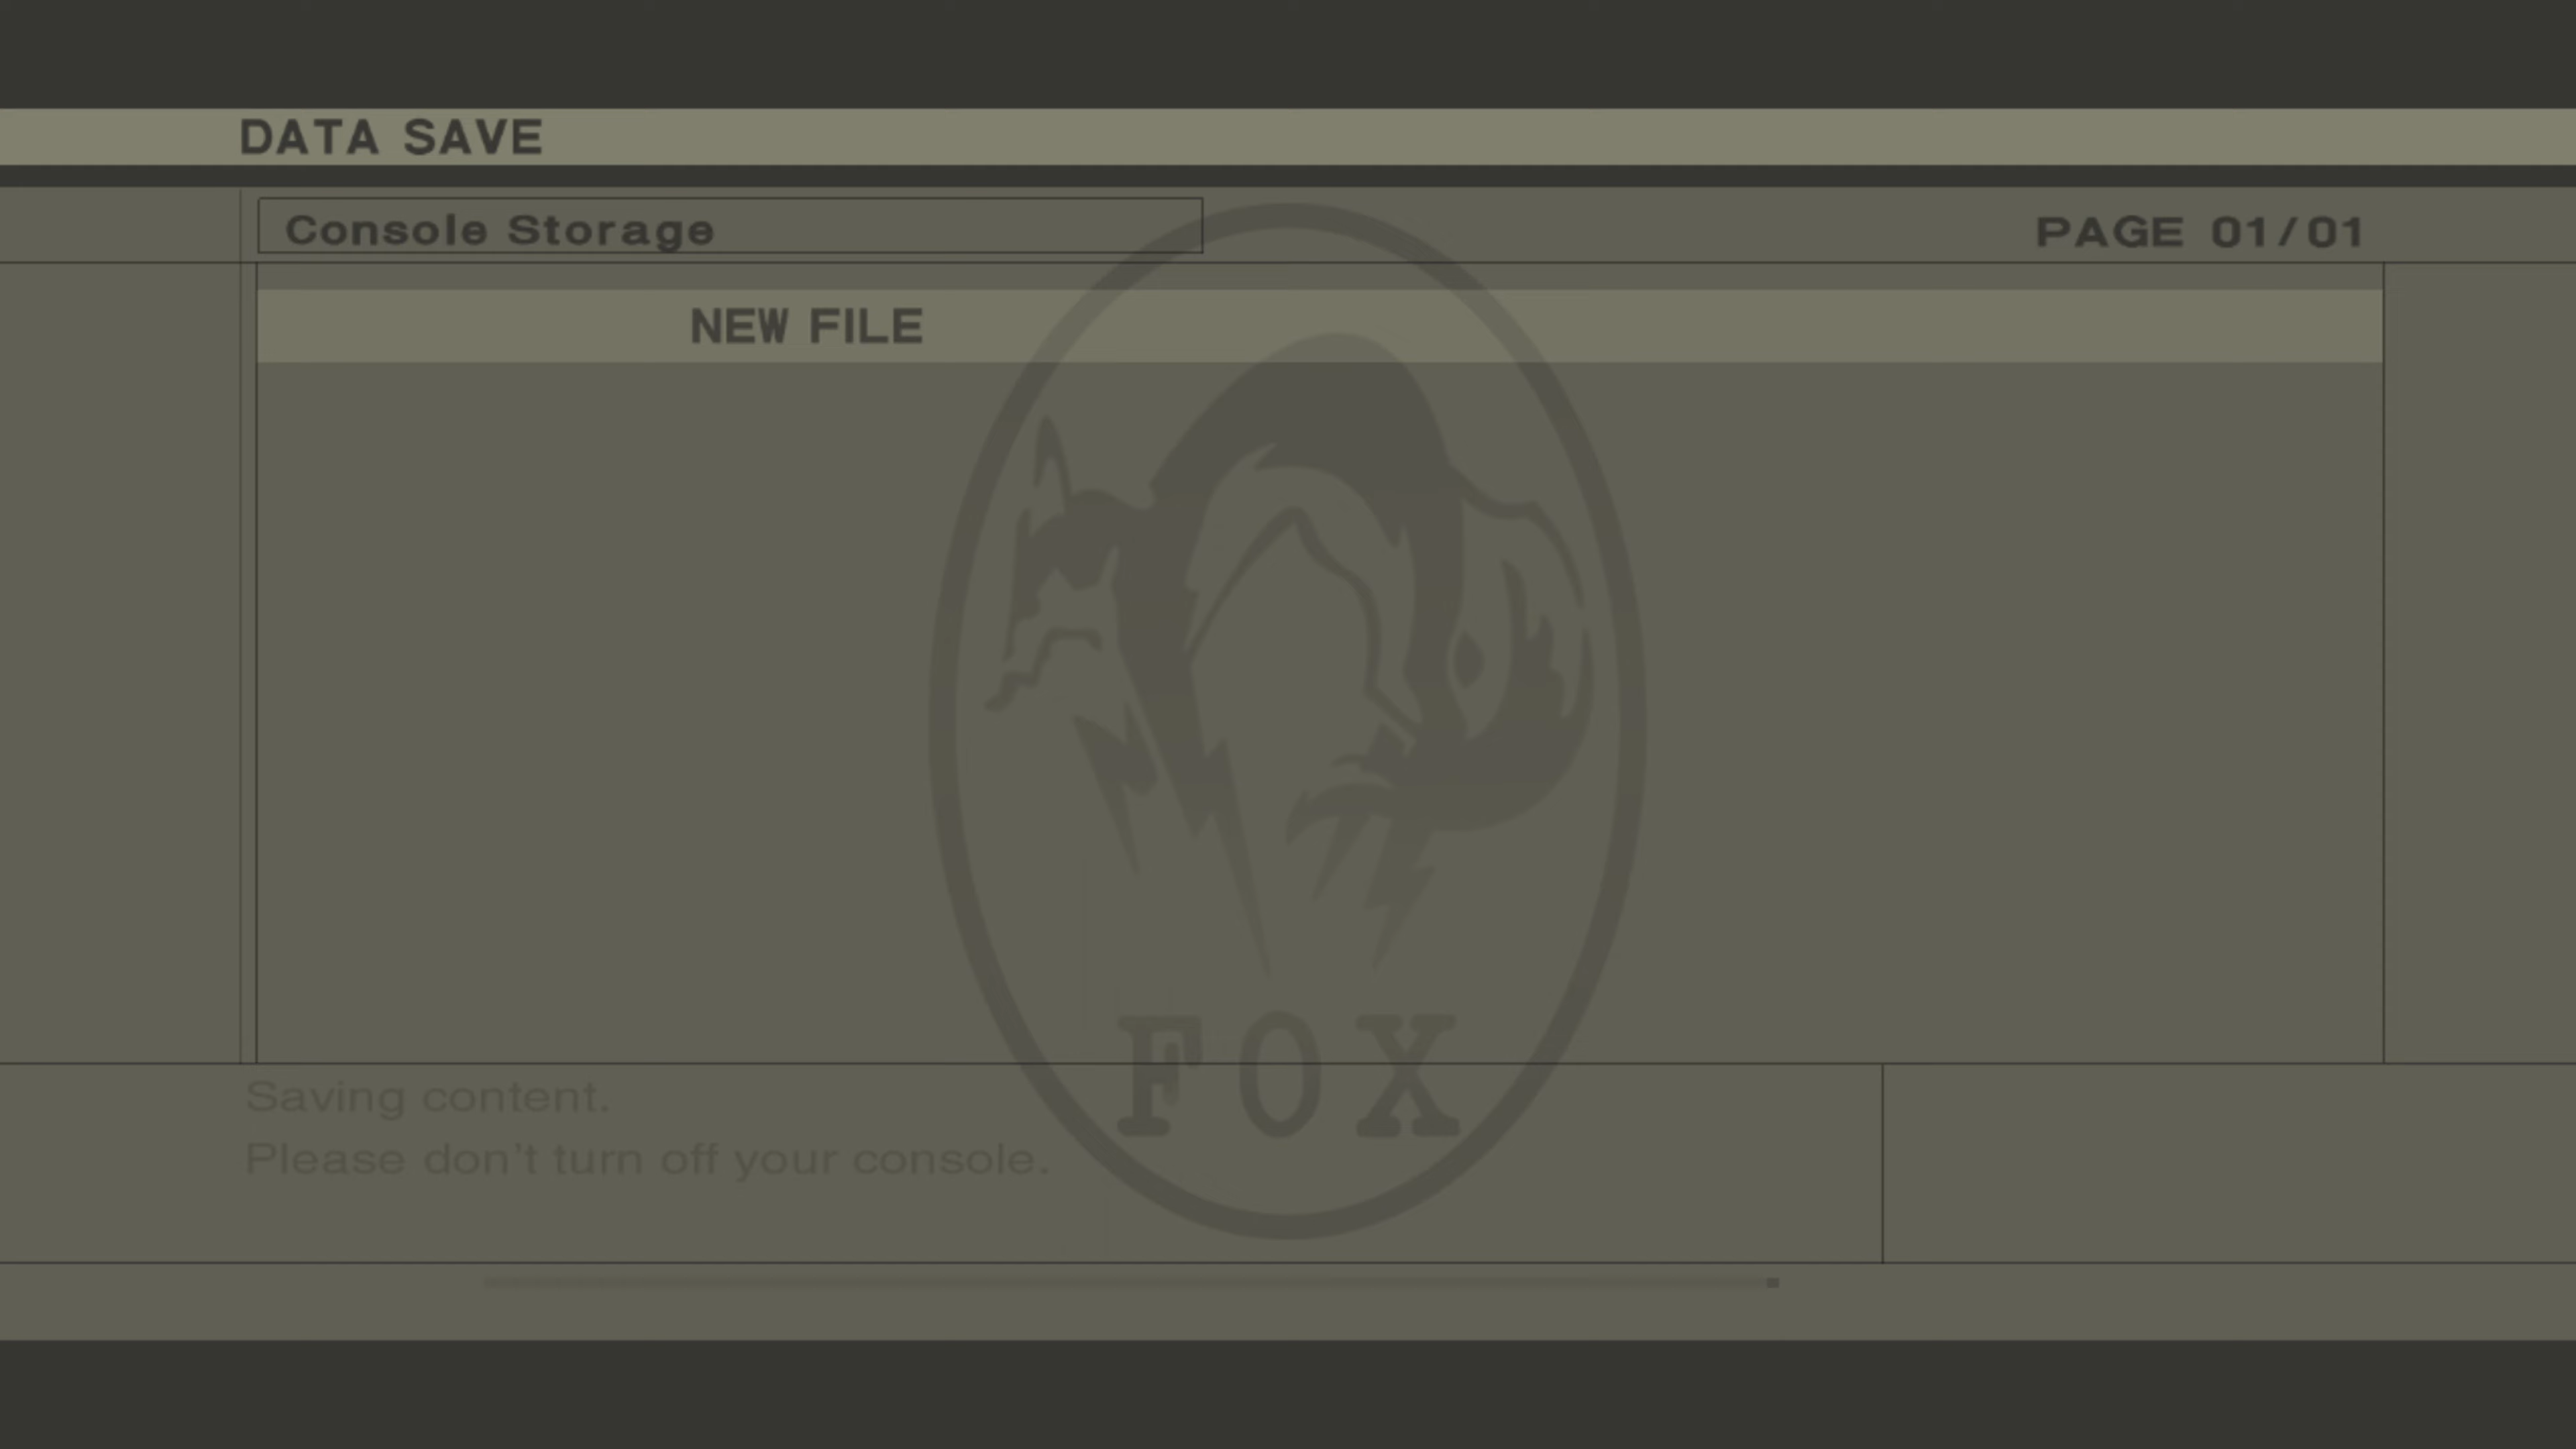 DATA SAVE
Console Storage
PAGE 01/01
NEW FILE
FOX
Saving content.
Please don't turn off your console.